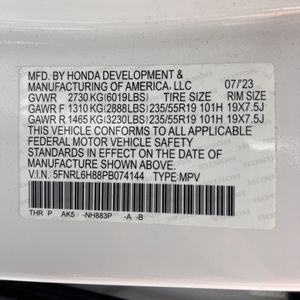 MFD. BY HONDA DEVELOPMENT &
MANUFACTURING OF AMERICA. LLC 07/'23
GVWR 2730 KG (6019LBS) TIRE SIZE RIM SIZE
GAWR F 1310 KG (2888LBS) 235/55R19 101H 19X7.5J
GAWR R 1465 KG (3230LBS) 235/55R19 101H 19X7.5J
THIS VEHICLE CONFORMS TO ALL APPLICABLE
FEDERAL MOTOR VEHICLE SAFETY
STANDARDS IN EFFECT ON THE DATE OF
MANUFACTURE SHOWN ABOVE.
V.I.N.: 5FNRL6H88PB074144 TYPE: MPV
THR P AK5 -NH883P -A -B